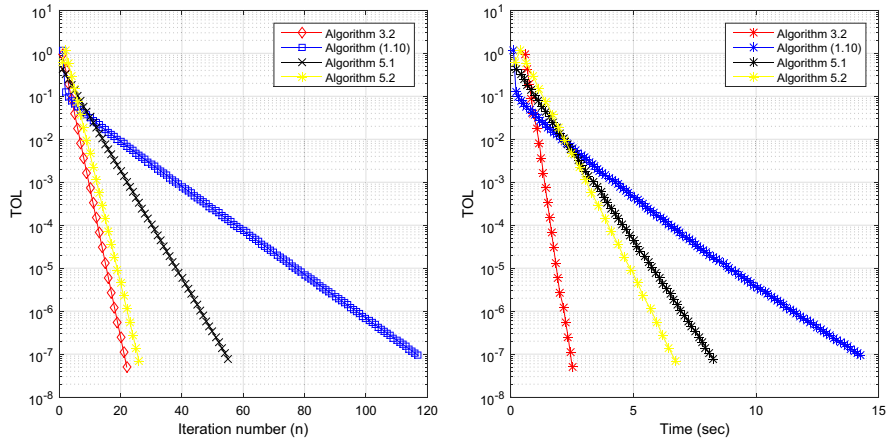 10^1
10^0
10^-1
10^-2
10^-3
10^-4
10^-5
10^-6
10^-7
10^-8
TOL
0 20 40 60 80 100 120
Iteration number (n)
Algorithm 3.2
Algorithm (1.10)
Algorithm 5.1
Algorithm 5.2
10^1
10^0
10^-1
10^-2
10^-3
10^-4
10^-5
10^-6
10^-7
10^-8
TOL
0 5 10 15
Time (sec)
Algorithm 3.2
Algorithm (1.10)
Algorithm 5.1
Algorithm 5.2